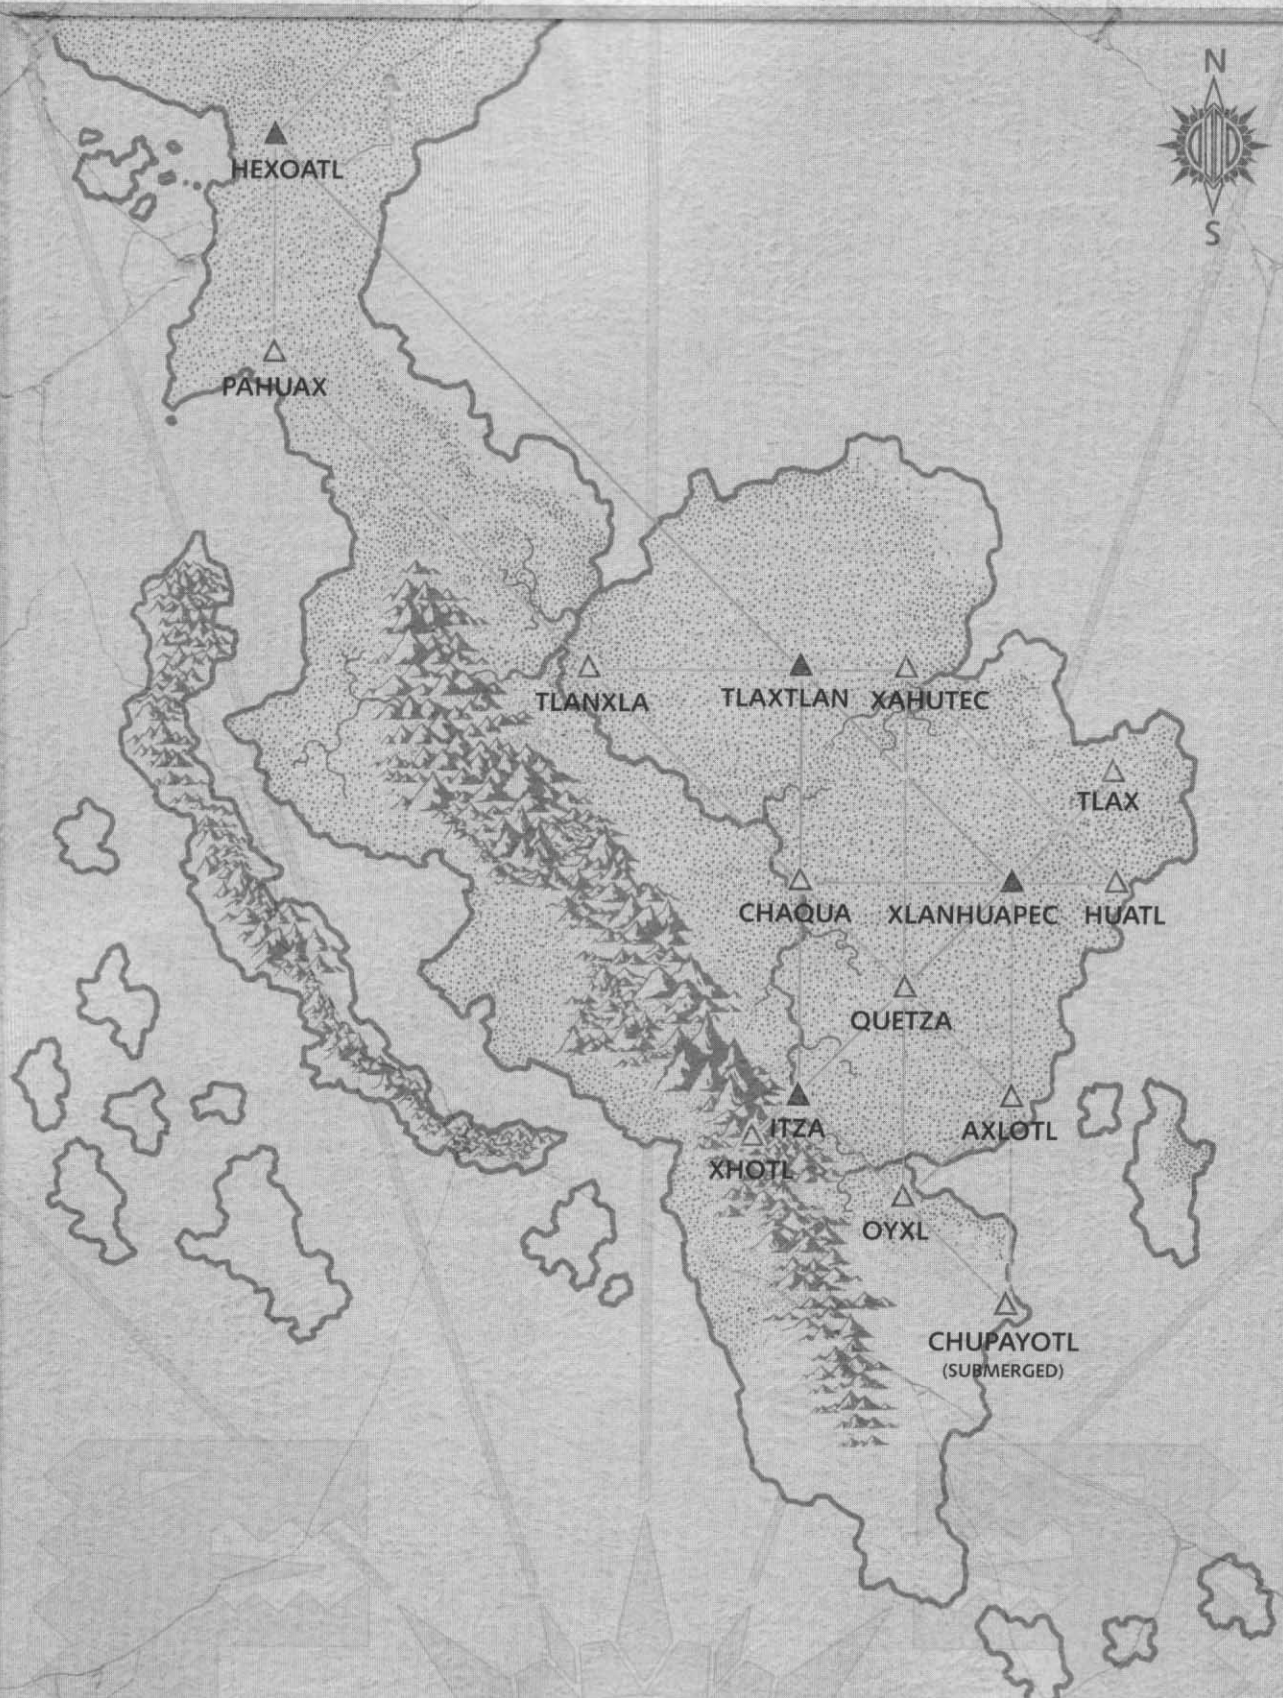 N
HEXOATL
S
PAHUAX
TLANXLA
TLAXTLAN
XAHUTEC
TLAX
CHAQUA
XLANHUAPEC
HUATL
QUETZA
ITZA
AXLOTL
XHOTL
OYXL
CHUPAYOTL
(SUBMERGED)